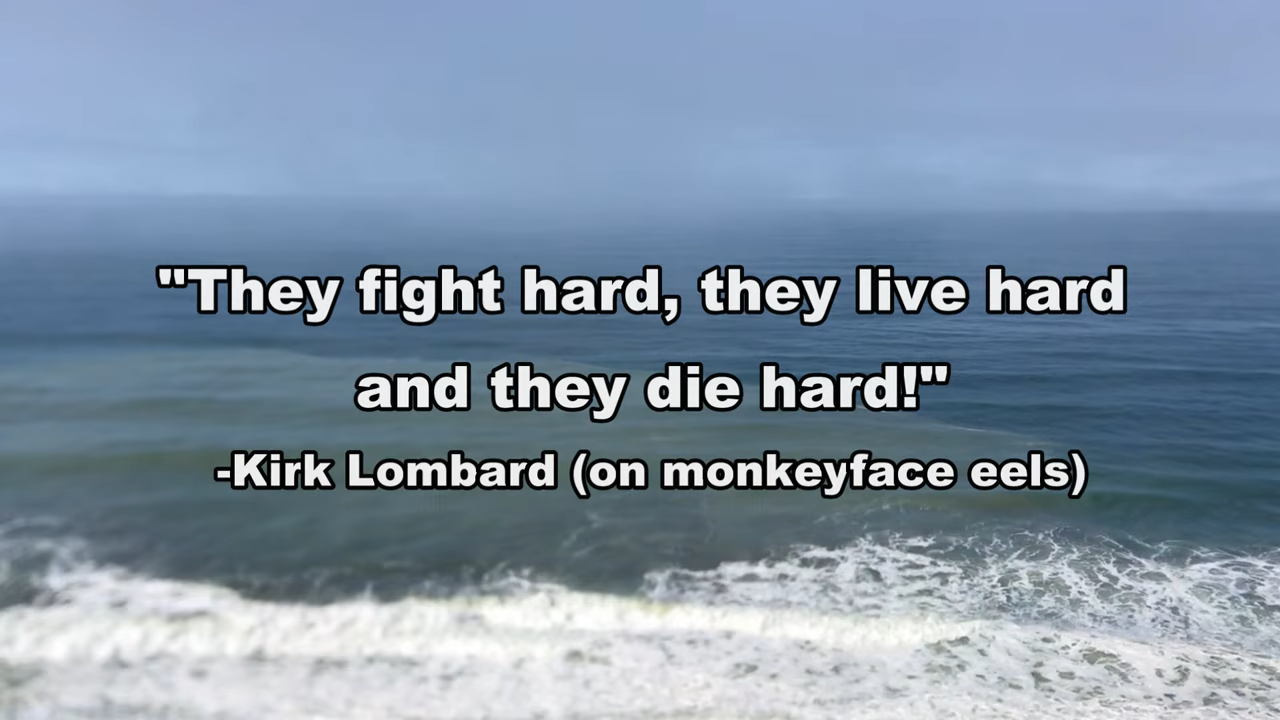 "They fight hard, they live hard
and they die hard!"
-Kirk Lombard (on monkeyface eels)